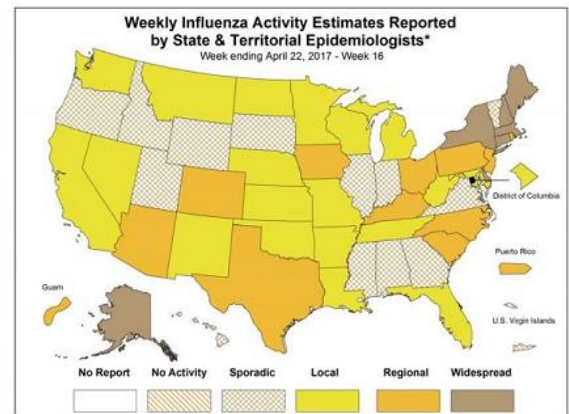 Weekly Influenza Activity Estimates Reported
by State & Territorial Epidemiologists*
Week ending April 22, 2017 - Week 16
District of Columbia
Puerto Rico
Guam
U.S. Virgin Islands
No Report
No Activity
Sporadic
Local
Regional
Widespread